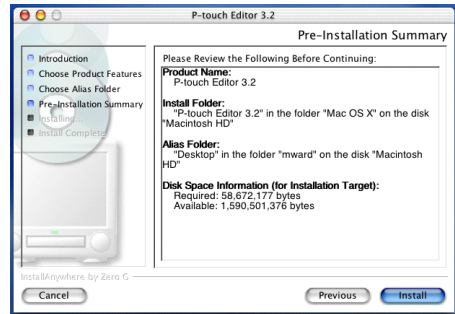 P-touch Editor 3.2
Pre-Installation Summary
Introduction
Choose Product Features
Choose Alias Folder
Pre-Installation Summary
Installing...
Install Complete
Please Review the Following Before Continuing:
Product Name:
P-touch Editor 3.2
Install Folder:
"P-touch Editor 3.2" in the folder "Mac OS X" on the disk
"Macintosh HD"
Alias Folder:
"Desktop" in the folder "mward" on the disk "Macintosh
HD"
Disk Space Information (for Installation Target):
Required: 58,672,177 bytes
Available: 1,590,501,376 bytes
InstallAnywhere by Zero G
Cancel
Previous
Install